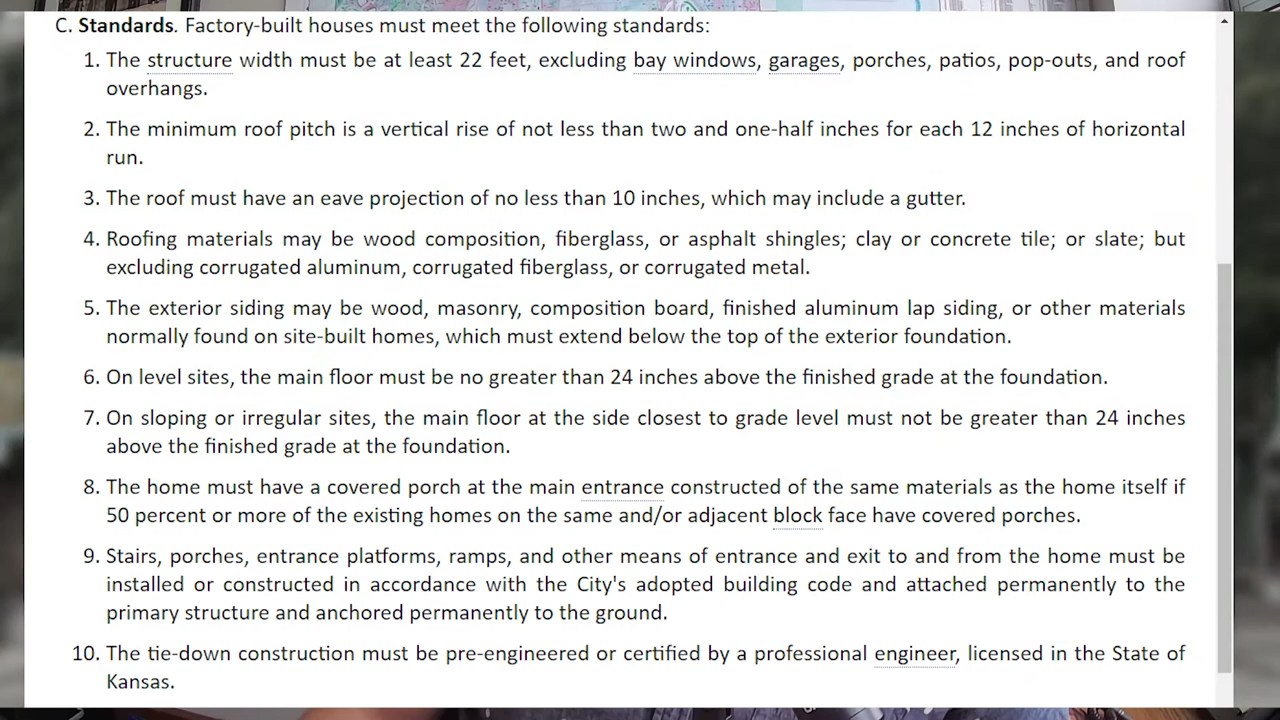 C. Standards. Factory-built houses must meet the following standards:
1. The structure width must be at least 22 feet, excluding bay windows, garages, porches, patios, pop-outs, and roof
overhangs.
2. The minimum roof pitch is a vertical rise of not less than two and one-half inches for each 12 inches of horizontal
run.
3. The roof must have an eave projection of no less than 10 inches, which may include a gutter.
4. Roofing materials may be wood composition, fiberglass, or asphalt shingles; clay or concrete tile; or slate; but
excluding corrugated aluminum, corrugated fiberglass, or corrugated metal.
5. The exterior siding may be wood, masonry, composition board, finished aluminum lap siding, or other materials
normally found on site-built homes, which must extend below the top of the exterior foundation.
6. On level sites, the main floor must be no greater than 24 inches above the finished grade at the foundation.
7. On sloping or irregular sites, the main floor at the side closest to grade level must not be greater than 24 inches
above the finished grade at the foundation.
8. The home must have a covered porch at the main entrance constructed of the same materials as the home itself if
50 percent or more of the existing homes on the same and/or adjacent block face have covered porches.
9. Stairs, porches, entrance platforms, ramps, and other means of entrance and exit to and from the home must be
installed or constructed in accordance with the City's adopted building code and attached permanently to the
primary structure and anchored permanently to the ground.
10. The tie-down construction must be pre-engineered or certified by a professional engineer, licensed in the State of
Kansas.